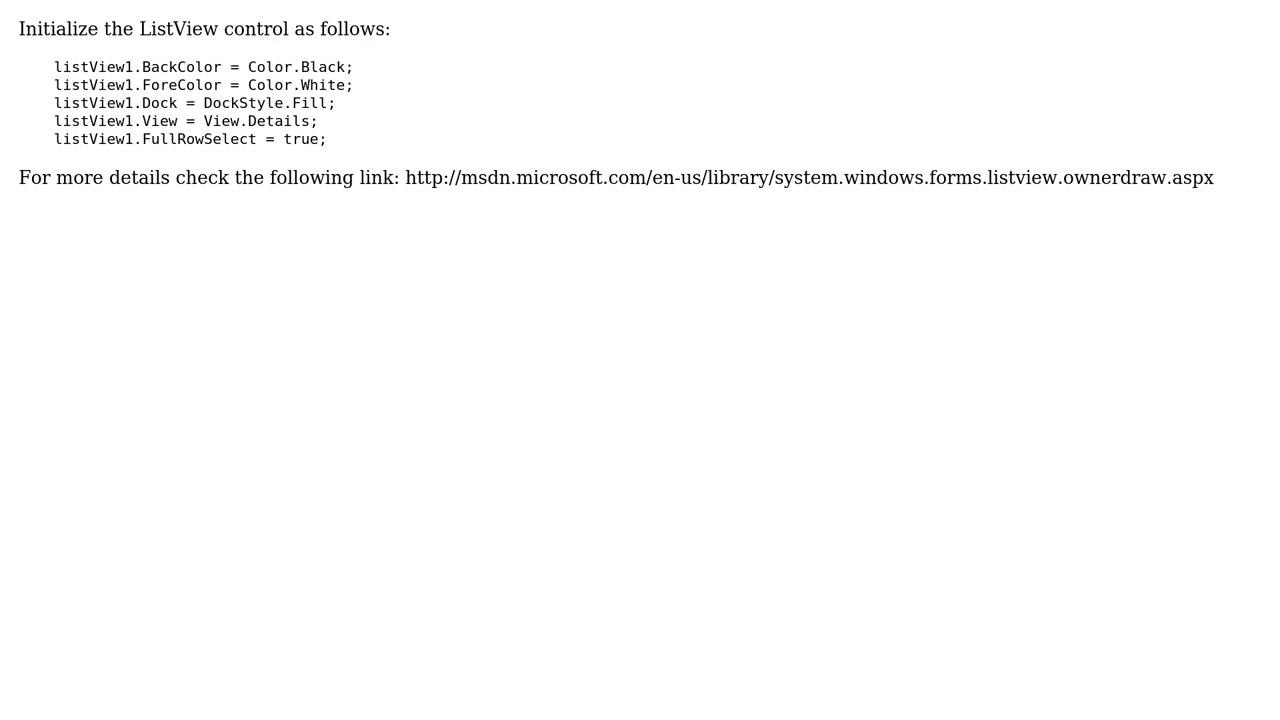 Initialize the ListView control as follows:
listView1.BackColor = Color.Black;
listView1.ForeColor = Color.White;
listView1.Dock = DockStyle.Fill;
listView1.View = View.Details;
listView1.FullRowSelect = true;
For more details check the following link: http://msdn.microsoft.com/en-us/library/system.windows.forms.listview.ownerdraw.aspx